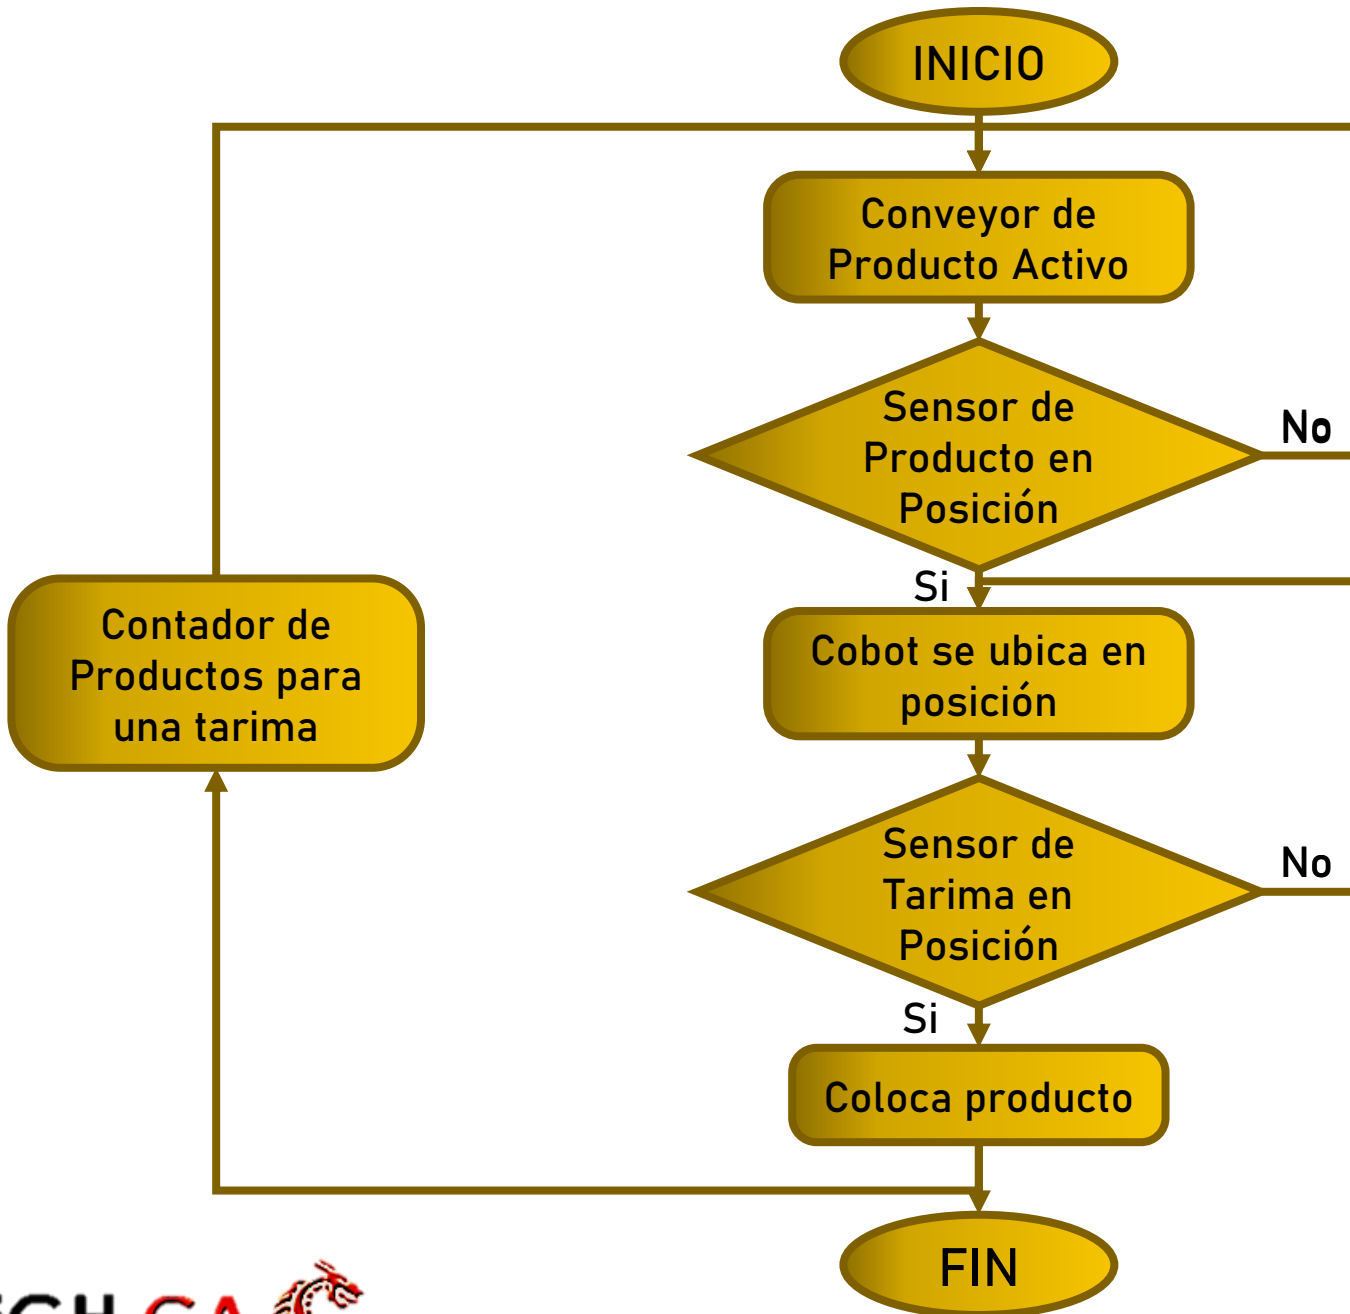 INICIO
Conveyor de
Producto Activo
Sensor de
Producto en
Posición
No
Si
Contador de
Productos para
una tarima
Cobot se ubica en
posición
Sensor de
Tarima en
Posición
No
Si
Coloca producto
FIN
CA